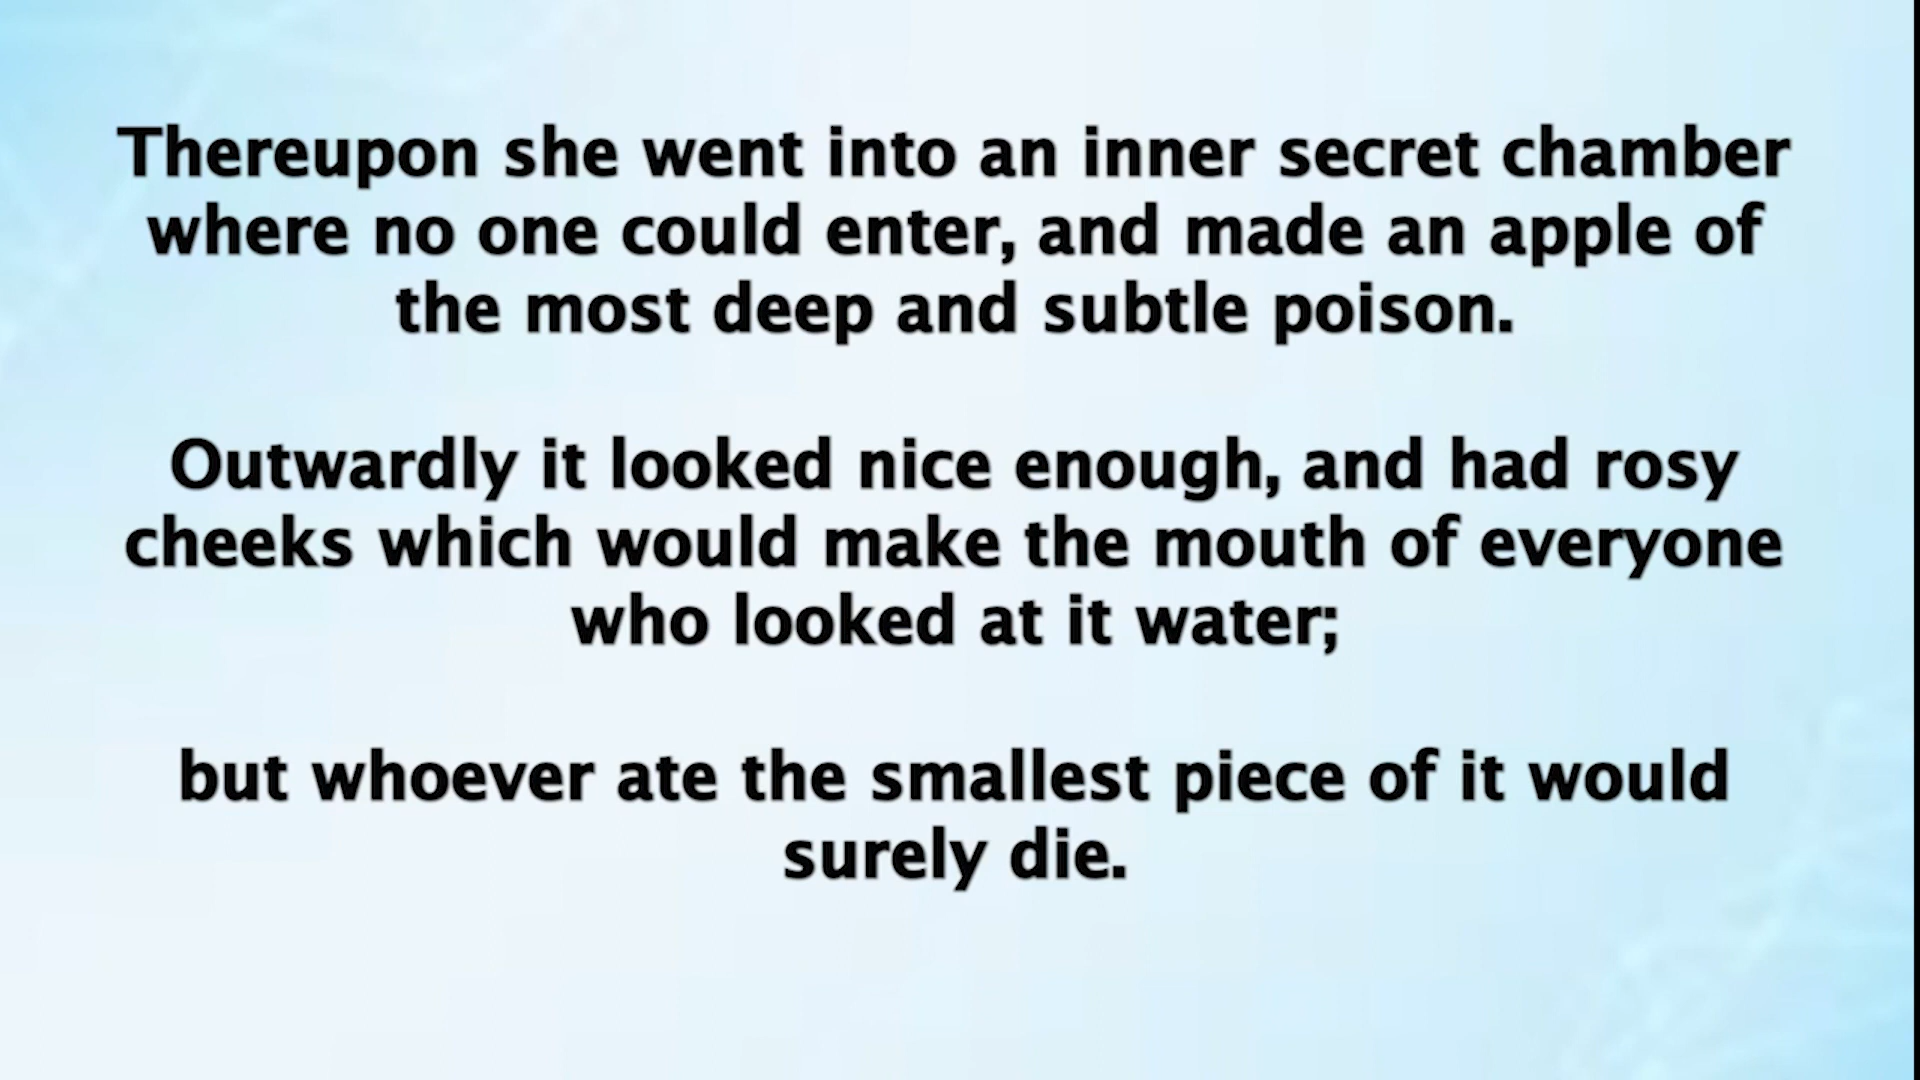 Thereupon she went into an inner secret chamber
where no one could enter, and made an apple of
the most deep and subtle poison.
Outwardly it looked nice enough, and had rosy
cheeks which would make the mouth of everyone
who looked at it water;
but whoever ate the smallest piece of it would
surely die.